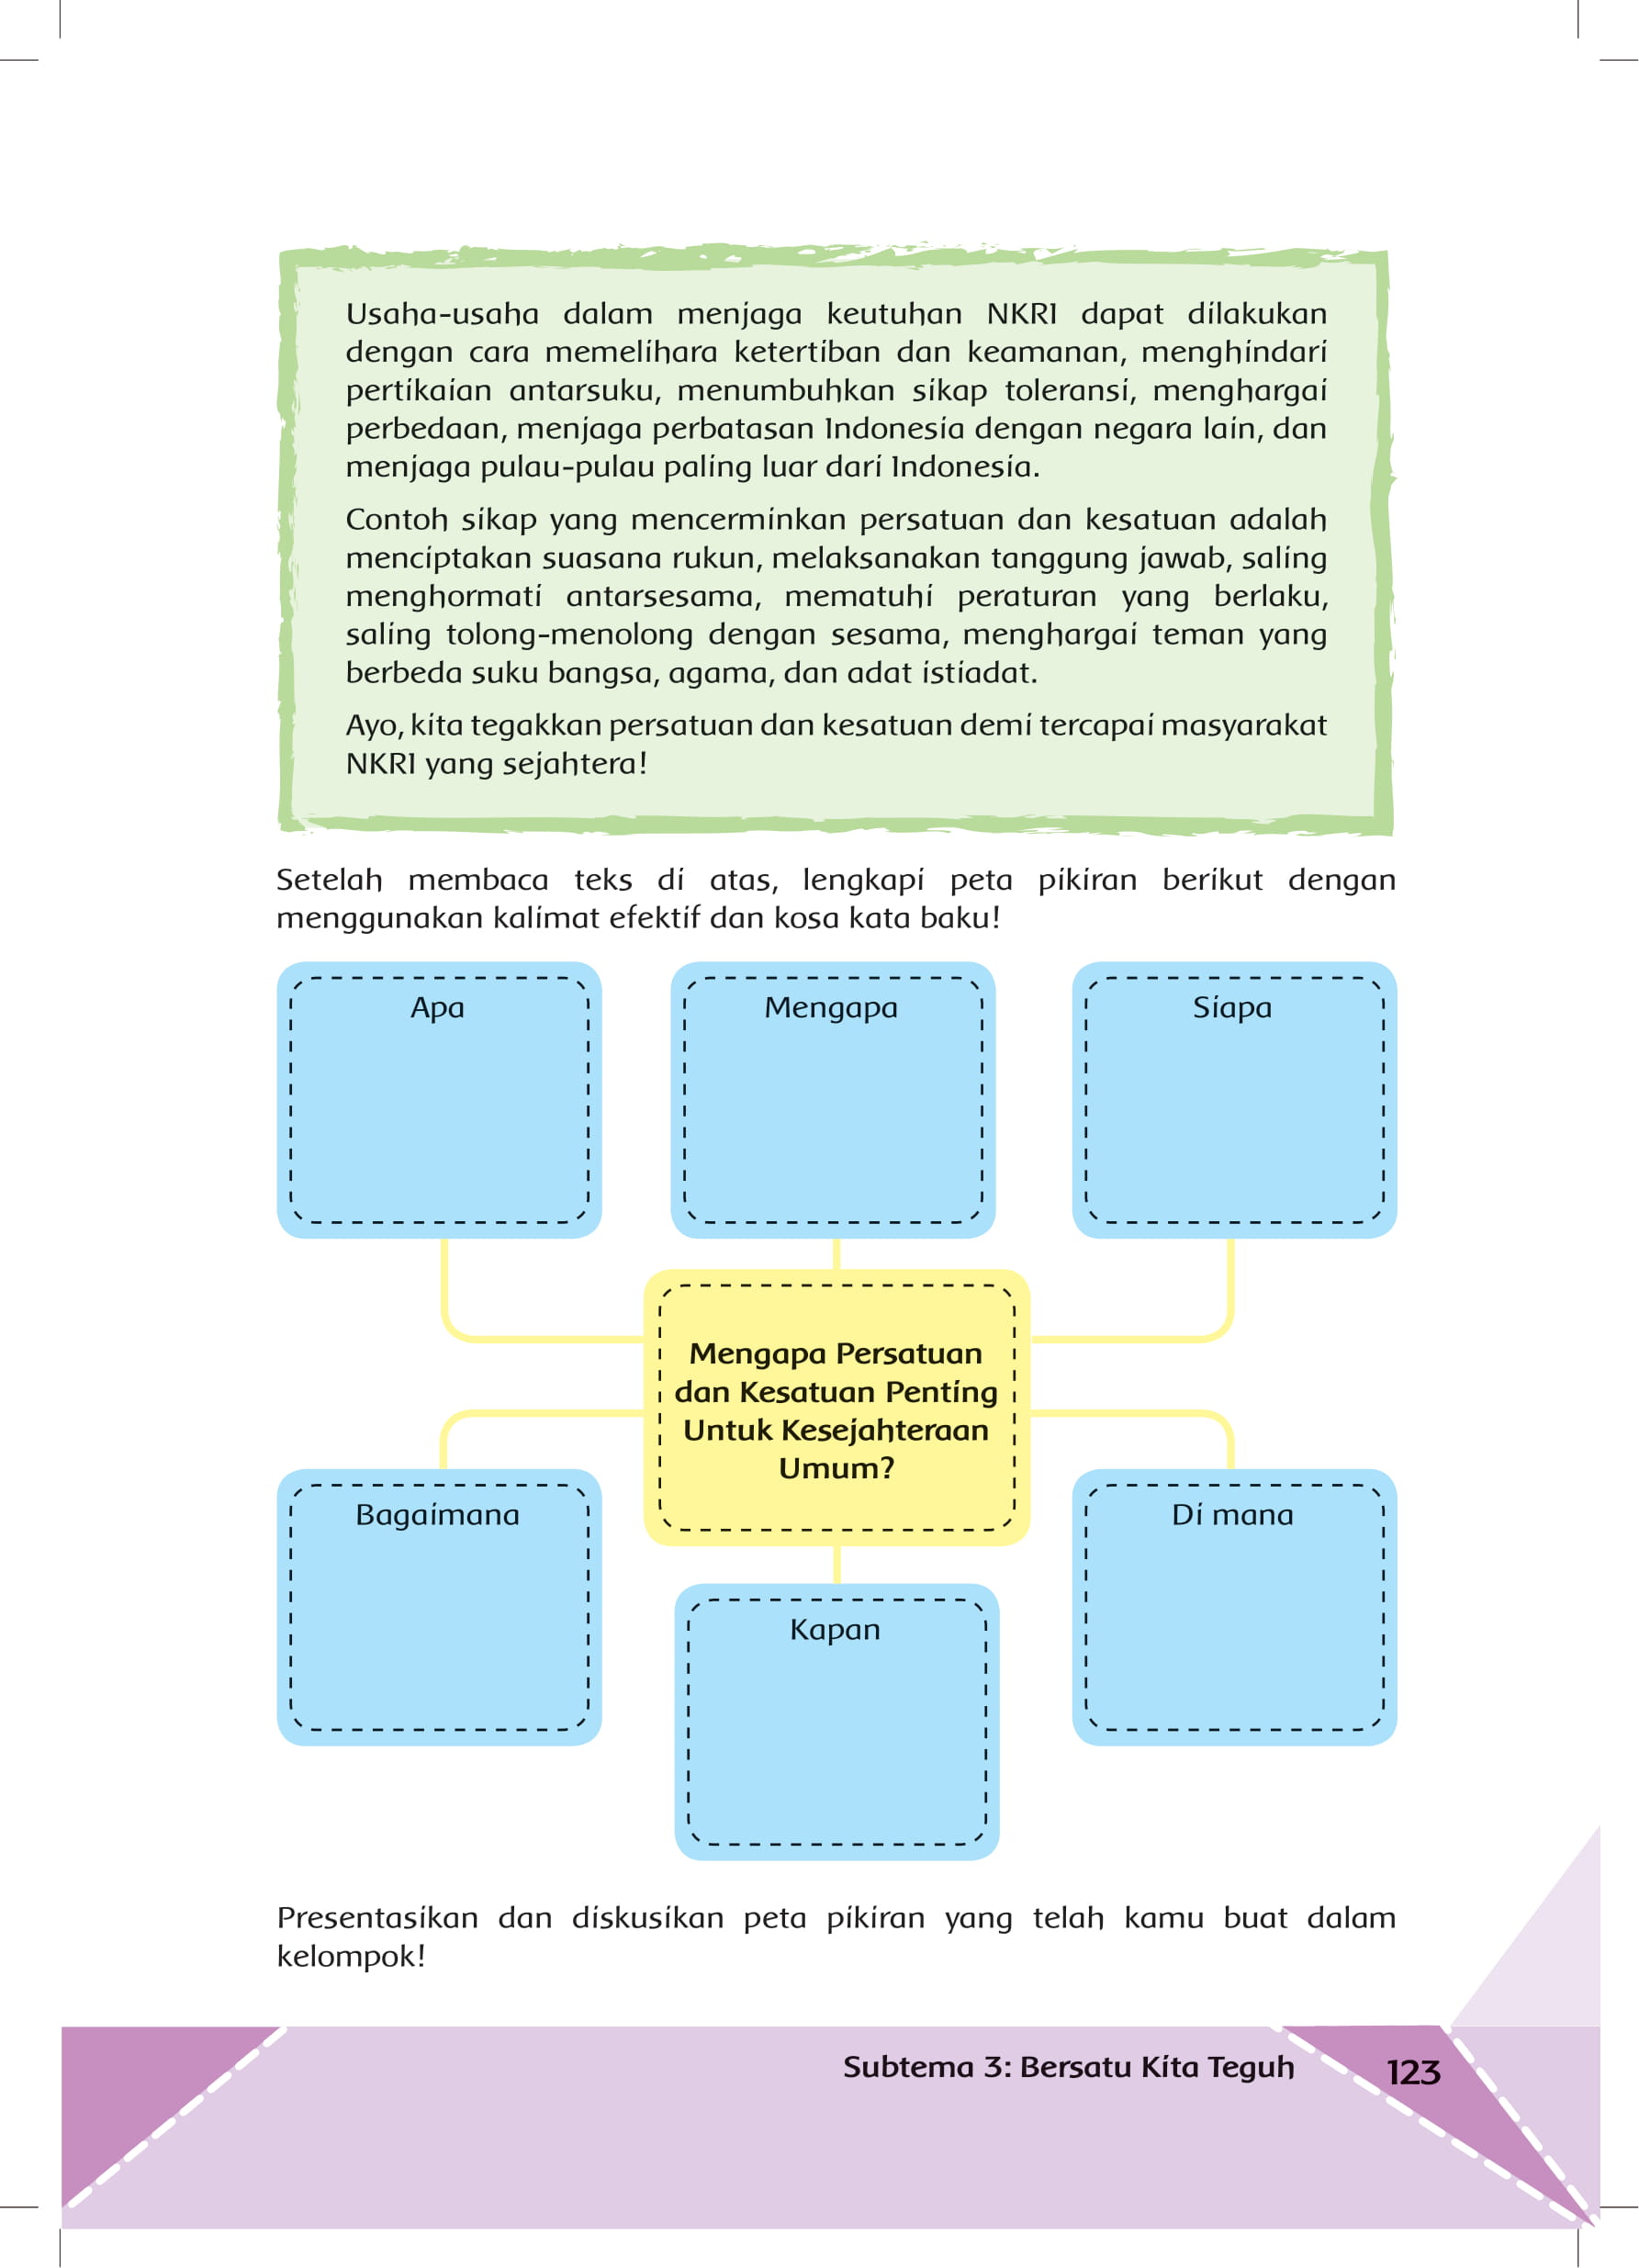 Usaha-usaha dalam menjaga keutuhan NKRI dapat dilakukan
dengan cara memelihara ketertiban dan keamanan, menghindari
pertikaian antarsuku, menumbuhkan sikap toleransi, menghargai
perbedaan, menjaga perbatasan Indonesia dengan negara lain, dan
menjaga pulau-pulau paling luar dari Indonesia.
Contoh sikap yang mencerminkan persatuan dan kesatuan adalah
menciptakan suasana rukun, melaksanakan tanggung jawab, saling
menghormati antarsesama, mematuhi peraturan yang berlaku,
saling tolong-menolong dengan sesama, menghargai teman yang
berbeda suku bangsa, agama, dan adat istiadat.
Ayo, kita tegakkan persatuan dan kesatuan demi tercapai masyarakat
NKRI yang sejahtera!
Setelah membaca teks di atas, lengkapi peta pikiran berikut dengan
menggunakan kalimat efektif dan kosa kata baku!
Apa
Mengapa
Siapa
Mengapa Persatuan
dan Kesatuan Penting
Untuk Kesejahteraan
Umum?
Bagaimana
Di mana
Kapan
Presentasikan dan diskusikan peta pikiran yang telah kamu buat dalam
kelompok!
Subtema 3: Bersatu Kita Teguh
123